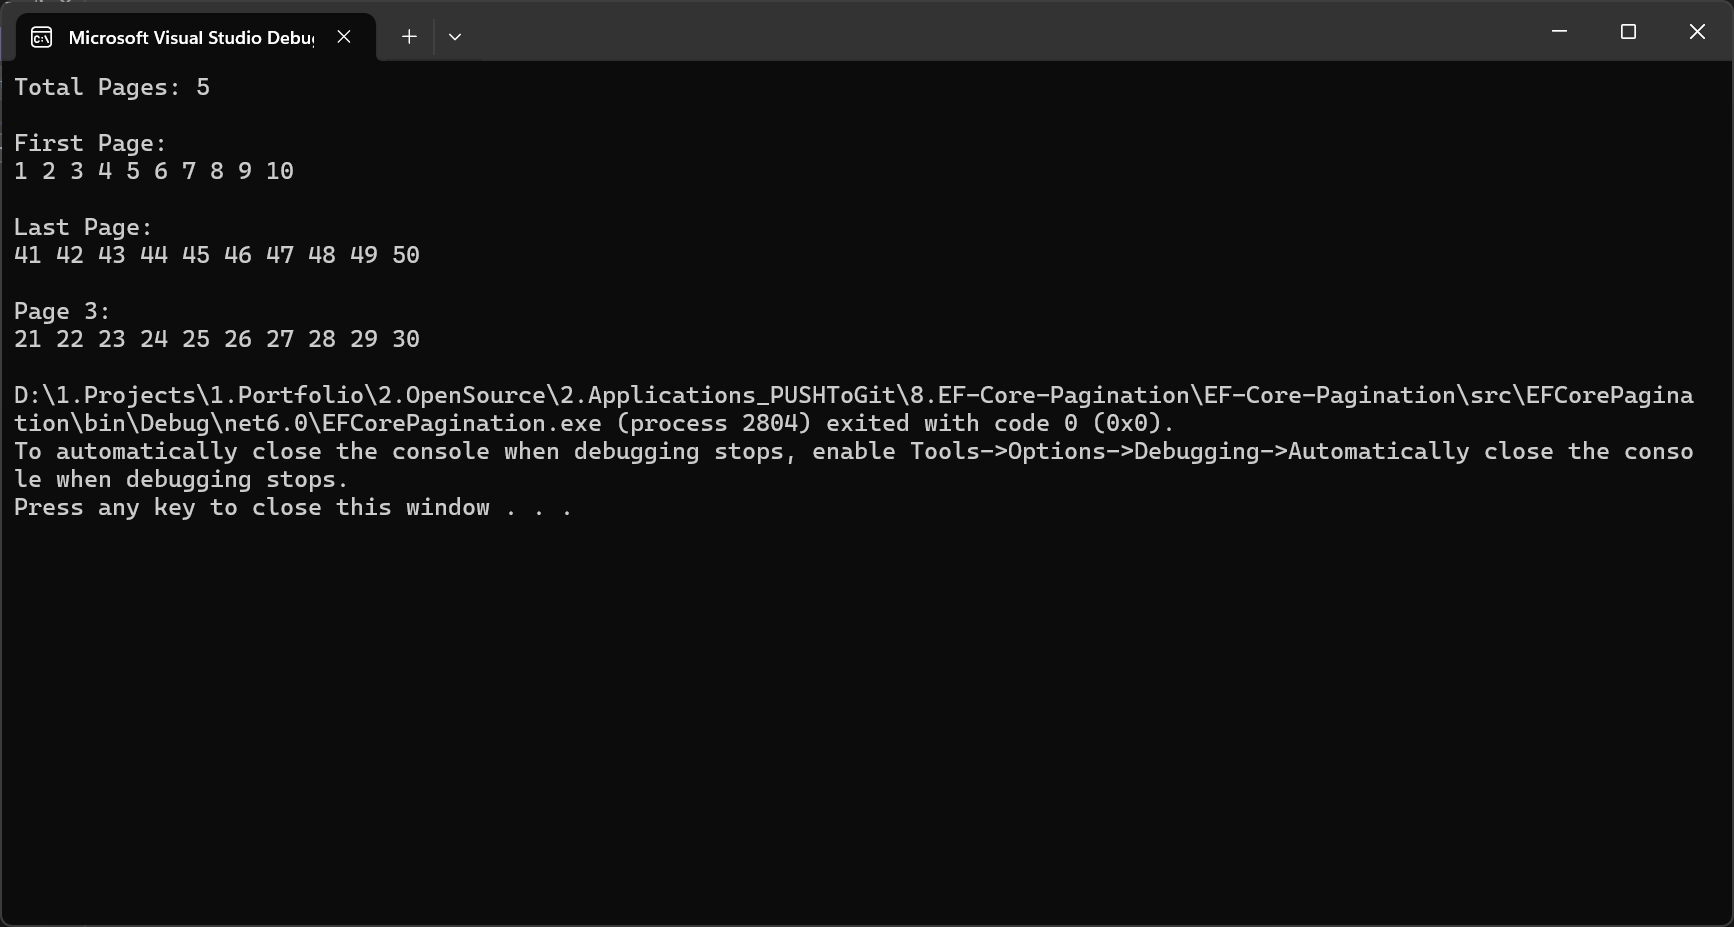 Microsoft Visual Studio Debu
Total Pages: 5
First Page:
1 2 3 4 5 6 7 8 9 10
Last Page:
41 42 43 44 45 46 47 48 49 50
Page 3:
21 22 23 24 25 26 27 28 29 30
D:\1.Projects\1.Portfolio\2.OpenSource\2.Applications_PUSHToGit\8.EF-Core-Pagination\EF-Core-Pagination\src\EFCorePagina
tion\bin\Debug\net6.0\EFCorePagination.exe (process 2804) exited with code 0 (0x0).
To automatically close the console when debugging stops, enable Tools->Options->Debugging->Automatically close the conso
le when debugging stops.
Press any key to close this window . . .